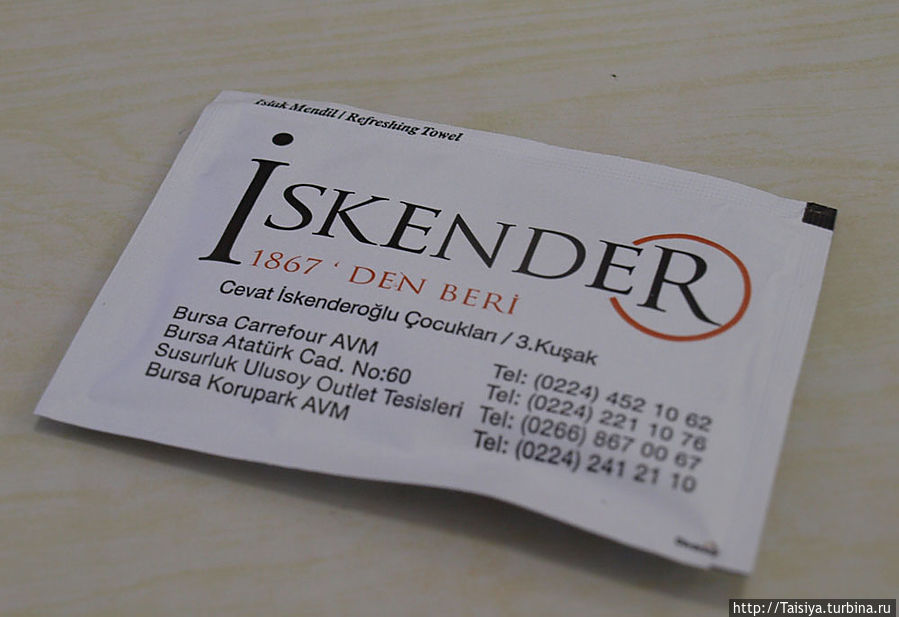 Islak Mendil / Refreshing Towel
İSKENDER
1867 ' DEN BERİ
Cevat İskenderoğlu Çocukları / 3.Kuşak
Bursa Carrefour AVM Tel: (0224) 452 10 62
Bursa Atatürk Cad. No:60 Tel: (0224) 221 10 76
Susurluk Ulusoy Outlet Tesisleri Tel: (0266) 867 00 67
Bursa Korupark AVM Tel: (0224) 241 21 10
http://Taisiya.turbina.ru